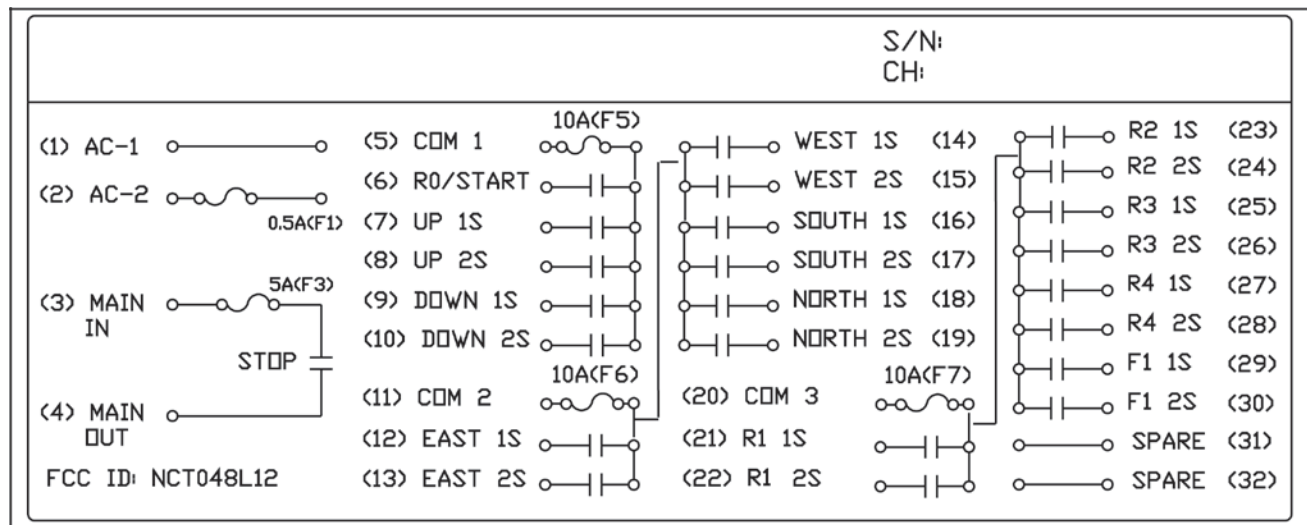 S/N:
CH:
(1) AC-1
(2) AC-2
0.5A(F1)
(3) MAIN
IN
5A(F3)
STOP
(4) MAIN
OUT
FCC ID: NCT048L12
10A(F5)
(5) COM 1
(6) R0/START
(7) UP 1S
(8) UP 2S
(9) DOWN 1S
(10) DOWN 2S
10A(F6)
(11) COM 2
(12) EAST 1S
(13) EAST 2S
WEST 1S (14)
WEST 2S (15)
SOUTH 1S (16)
SOUTH 2S (17)
NORTH 1S (18)
NORTH 2S (19)
10A(F7)
(20) COM 3
(21) R1 1S
(22) R1 2S
R2 1S (23)
R2 2S (24)
R3 1S (25)
R3 2S (26)
R4 1S (27)
R4 2S (28)
F1 1S (29)
F1 2S (30)
SPARE (31)
SPARE (32)